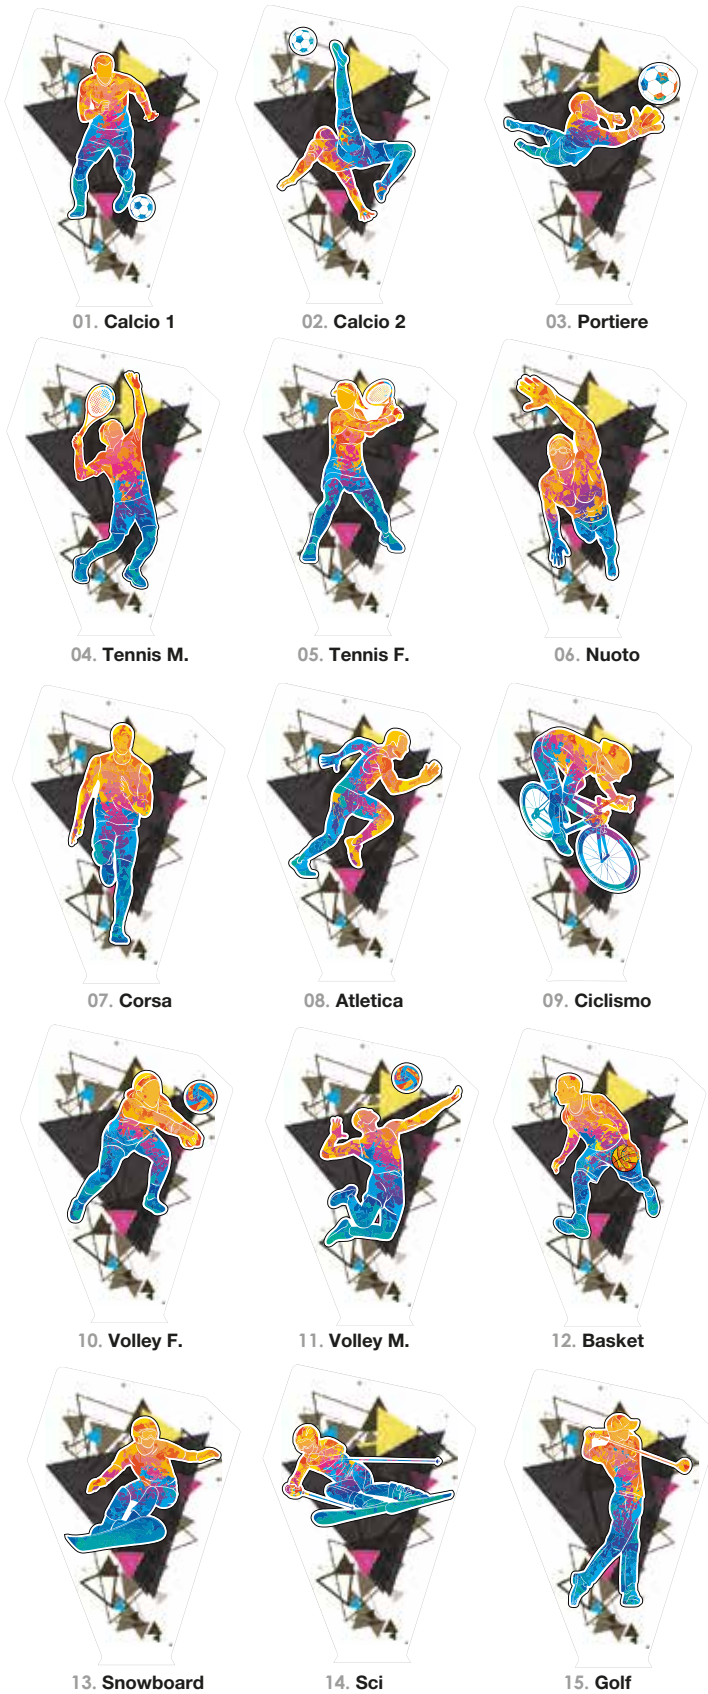 01. Calcio 1
02. Calcio 2
03. Portiere
04. Tennis M.
05. Tennis F.
06. Nuoto
07. Corsa
08. Atletica
09. Ciclismo
10. Volley F.
11. Volley M.
12. Basket
13. Snowboard
14. Sci
15. Golf